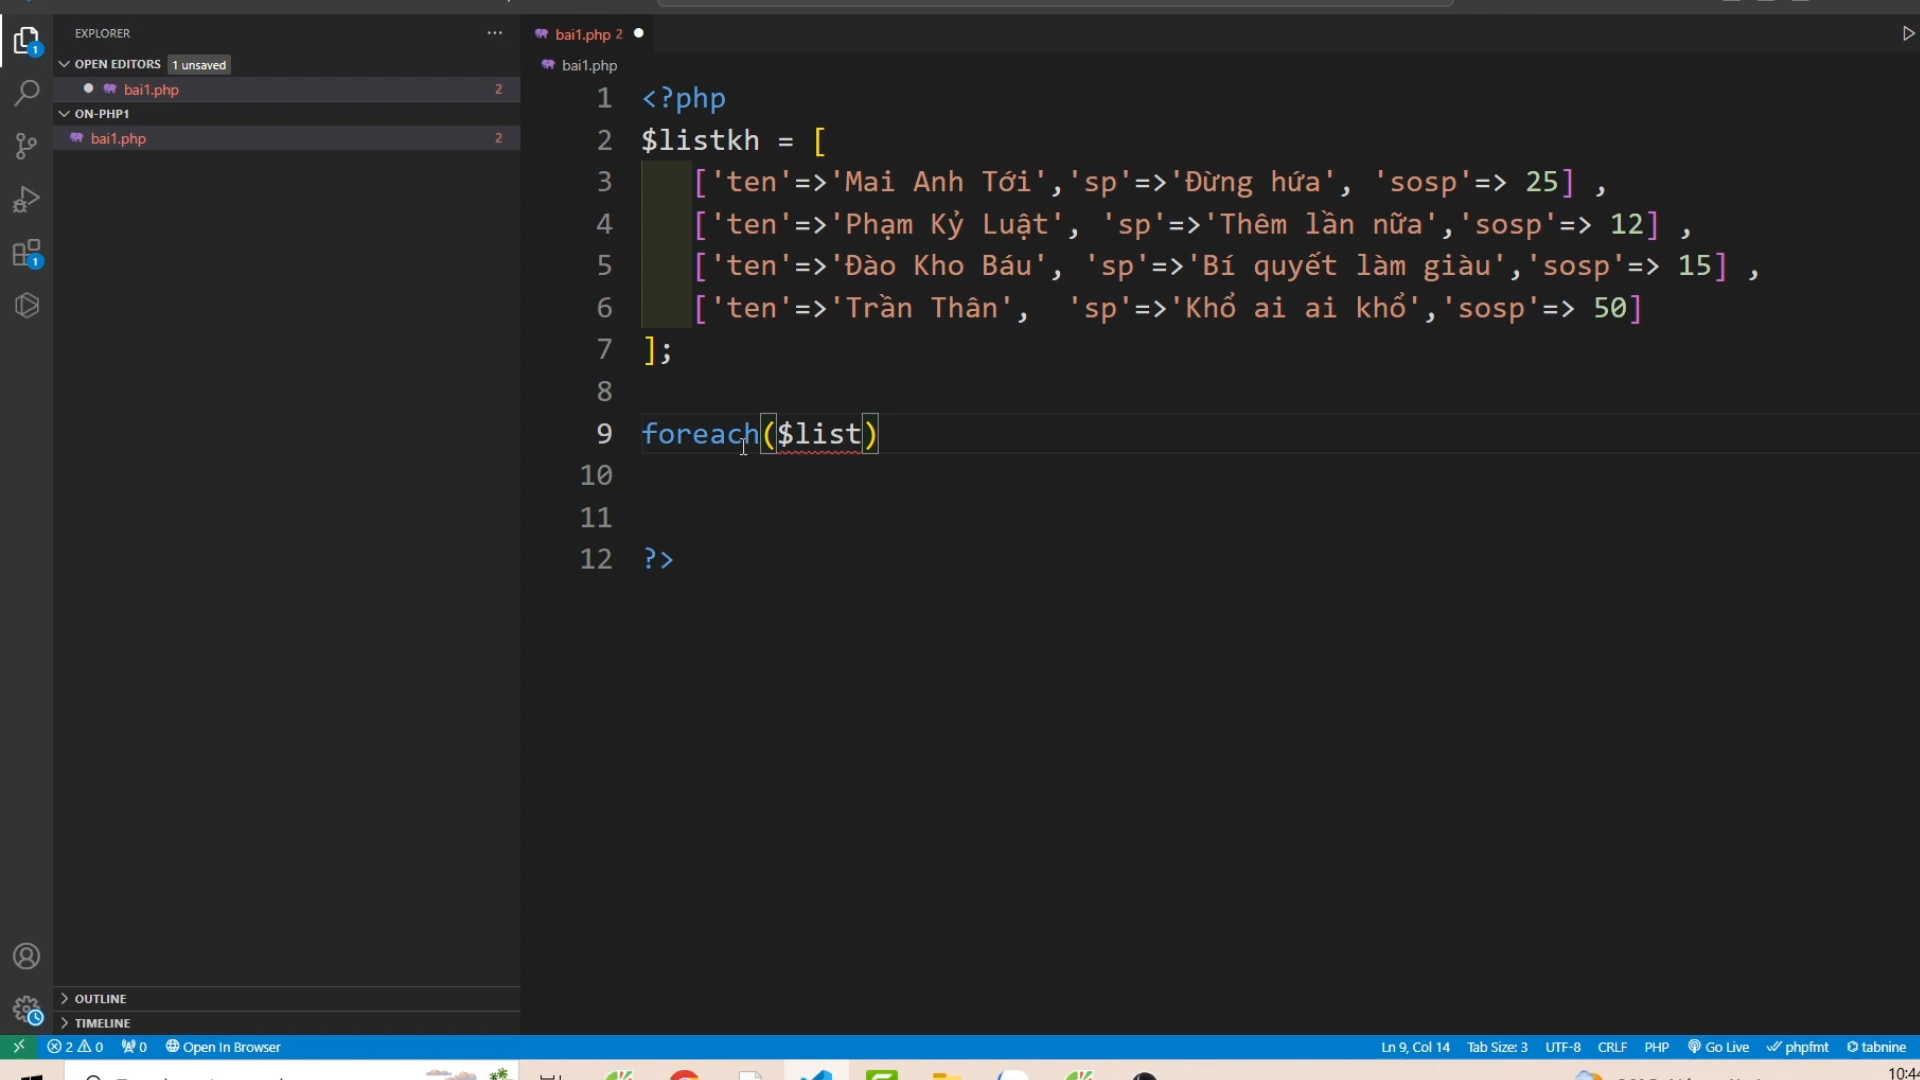 EXPLORER
OPEN EDITORS 1 unsaved
bai1.php 2
ON-PHP1
bai1.php 2
OUTLINE
TIMELINE
bai1.php 2
bai1.php
1 <?php
2 $listkh = [
3 ['ten'=>'Mai Anh Tới','sp'=>'Đừng hứa', 'sosp'=> 25] ,
4 ['ten'=>'Phạm Kỷ Luật', 'sp'=>'Thêm lần nữa','sosp'=> 12] ,
5 ['ten'=>'Đào Kho Báu', 'sp'=>'Bí quyết làm giàu','sosp'=> 15] ,
6 ['ten'=>'Trần Thân', 'sp'=>'Khổ ai ai khổ','sosp'=> 50]
7 ];
8
9 foreach($list)
10
11
12 ?>
1
1
2 0 0 Open In Browser Ln 9, Col 14 Tab Size: 3 UTF-8 CRLF PHP Go Live phpfmt tabnine